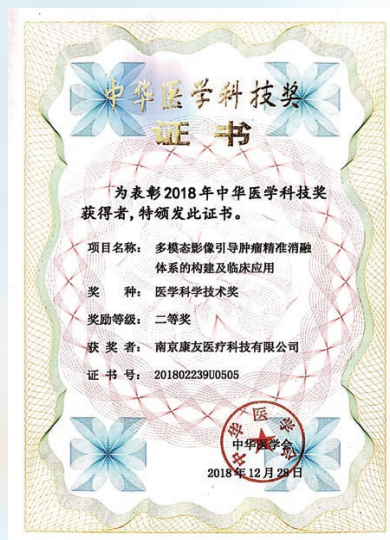 中华医学科技奖
证书
为表彰2018年中华医学科技奖
获得者，特颁发此证书。
项目名称： 多模态影像引导肿瘤精准消融
体系的构建及临床应用
奖　　种： 医学科学技术奖
奖励等级： 二等奖
获 奖 者： 南京康友医疗科技有限公司
证 书 号： 201802239U0505
中华医学会
中华医学会
2018年12月28日